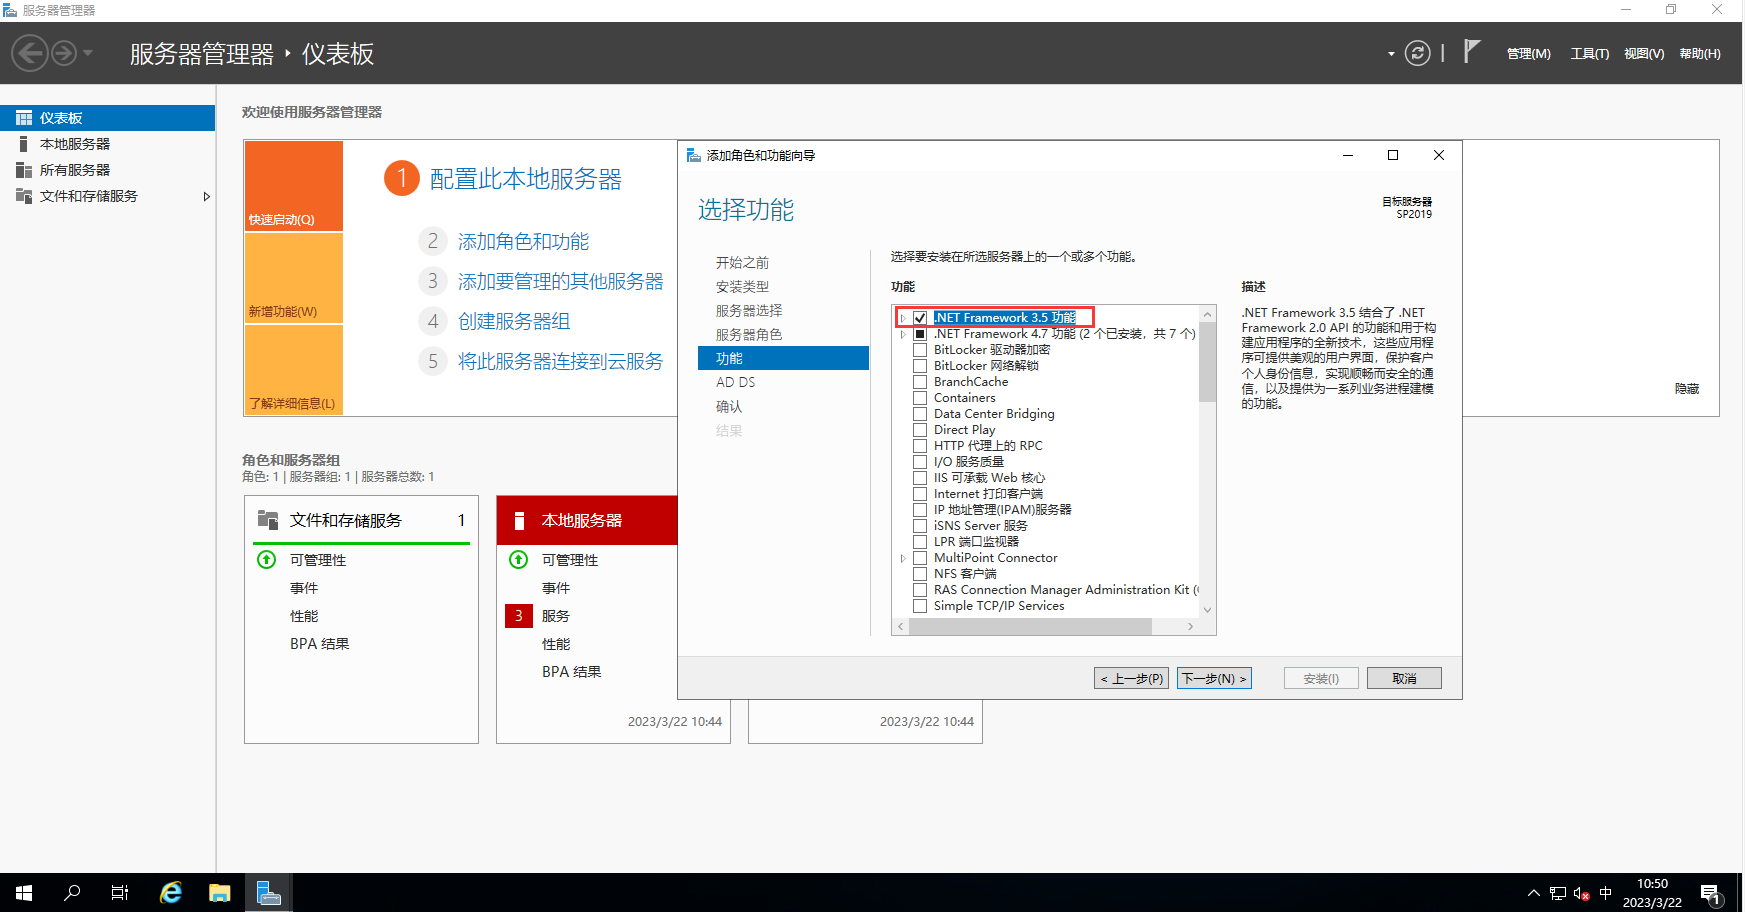 服务器管理器
服务器管理器 · 仪表板
管理(M) 工具(T) 视图(V) 帮助(H)
仪表板
本地服务器
所有服务器
文件和存储服务
欢迎使用服务器管理器
快速启动(Q)
新增功能(W)
了解详细信息(L)
1 配置此本地服务器
2 添加角色和功能
3 添加要管理的其他服务器
4 创建服务器组
5 将此服务器连接到云服务
隐藏
角色和服务器组
角色: 1 | 服务器组: 1 | 服务器总数: 1
文件和存储服务 1
可管理性
事件
性能
BPA 结果
本地服务器
可管理性
事件
3 服务
性能
BPA 结果
2023/3/22 10:44
2023/3/22 10:44
添加角色和功能向导
选择功能
目标服务器
SP2019
开始之前
安装类型
服务器选择
服务器角色
功能
AD DS
确认
结果
选择要安装在所选服务器上的一个或多个功能。
功能
.NET Framework 3.5 功能
.NET Framework 4.7 功能 (2 个已安装，共 7 个)
BitLocker 驱动器加密
BitLocker 网络解锁
BranchCache
Containers
Data Center Bridging
Direct Play
HTTP 代理上的 RPC
I/O 服务质量
IIS 可承载 Web 核心
Internet 打印客户端
IP 地址管理(IPAM)服务器
iSNS Server 服务
LPR 端口监视器
MultiPoint Connector
NFS 客户端
RAS Connection Manager Administration Kit (
Simple TCP/IP Services
描述
.NET Framework 3.5 结合了 .NET
Framework 2.0 API 的功能和用于构
建应用程序的全新技术，这些应用程
序可提供美观的用户界面，保护客户
个人身份信息，实现顺畅而安全的通
信，以及提供为一系列业务进程建模
的功能。
< 上一步(P) 下一步(N) > 安装(I) 取消
中
10:50
2023/3/22
1